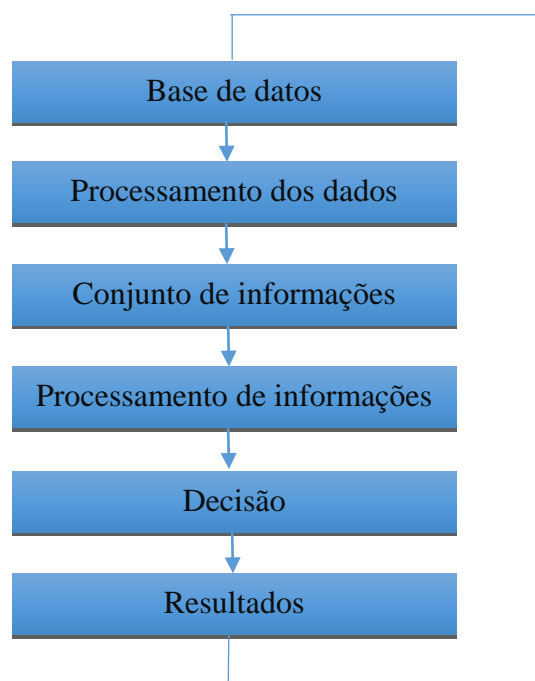 Base de datos
Processamento dos dados
Conjunto de informações
Processamento de informações
Decisão
Resultados